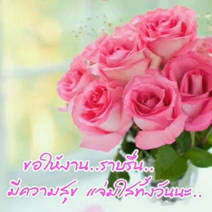 ขอให้งาน..ราบรื่น..
มีความสุข แจ่มใสทั้งวันนะ..